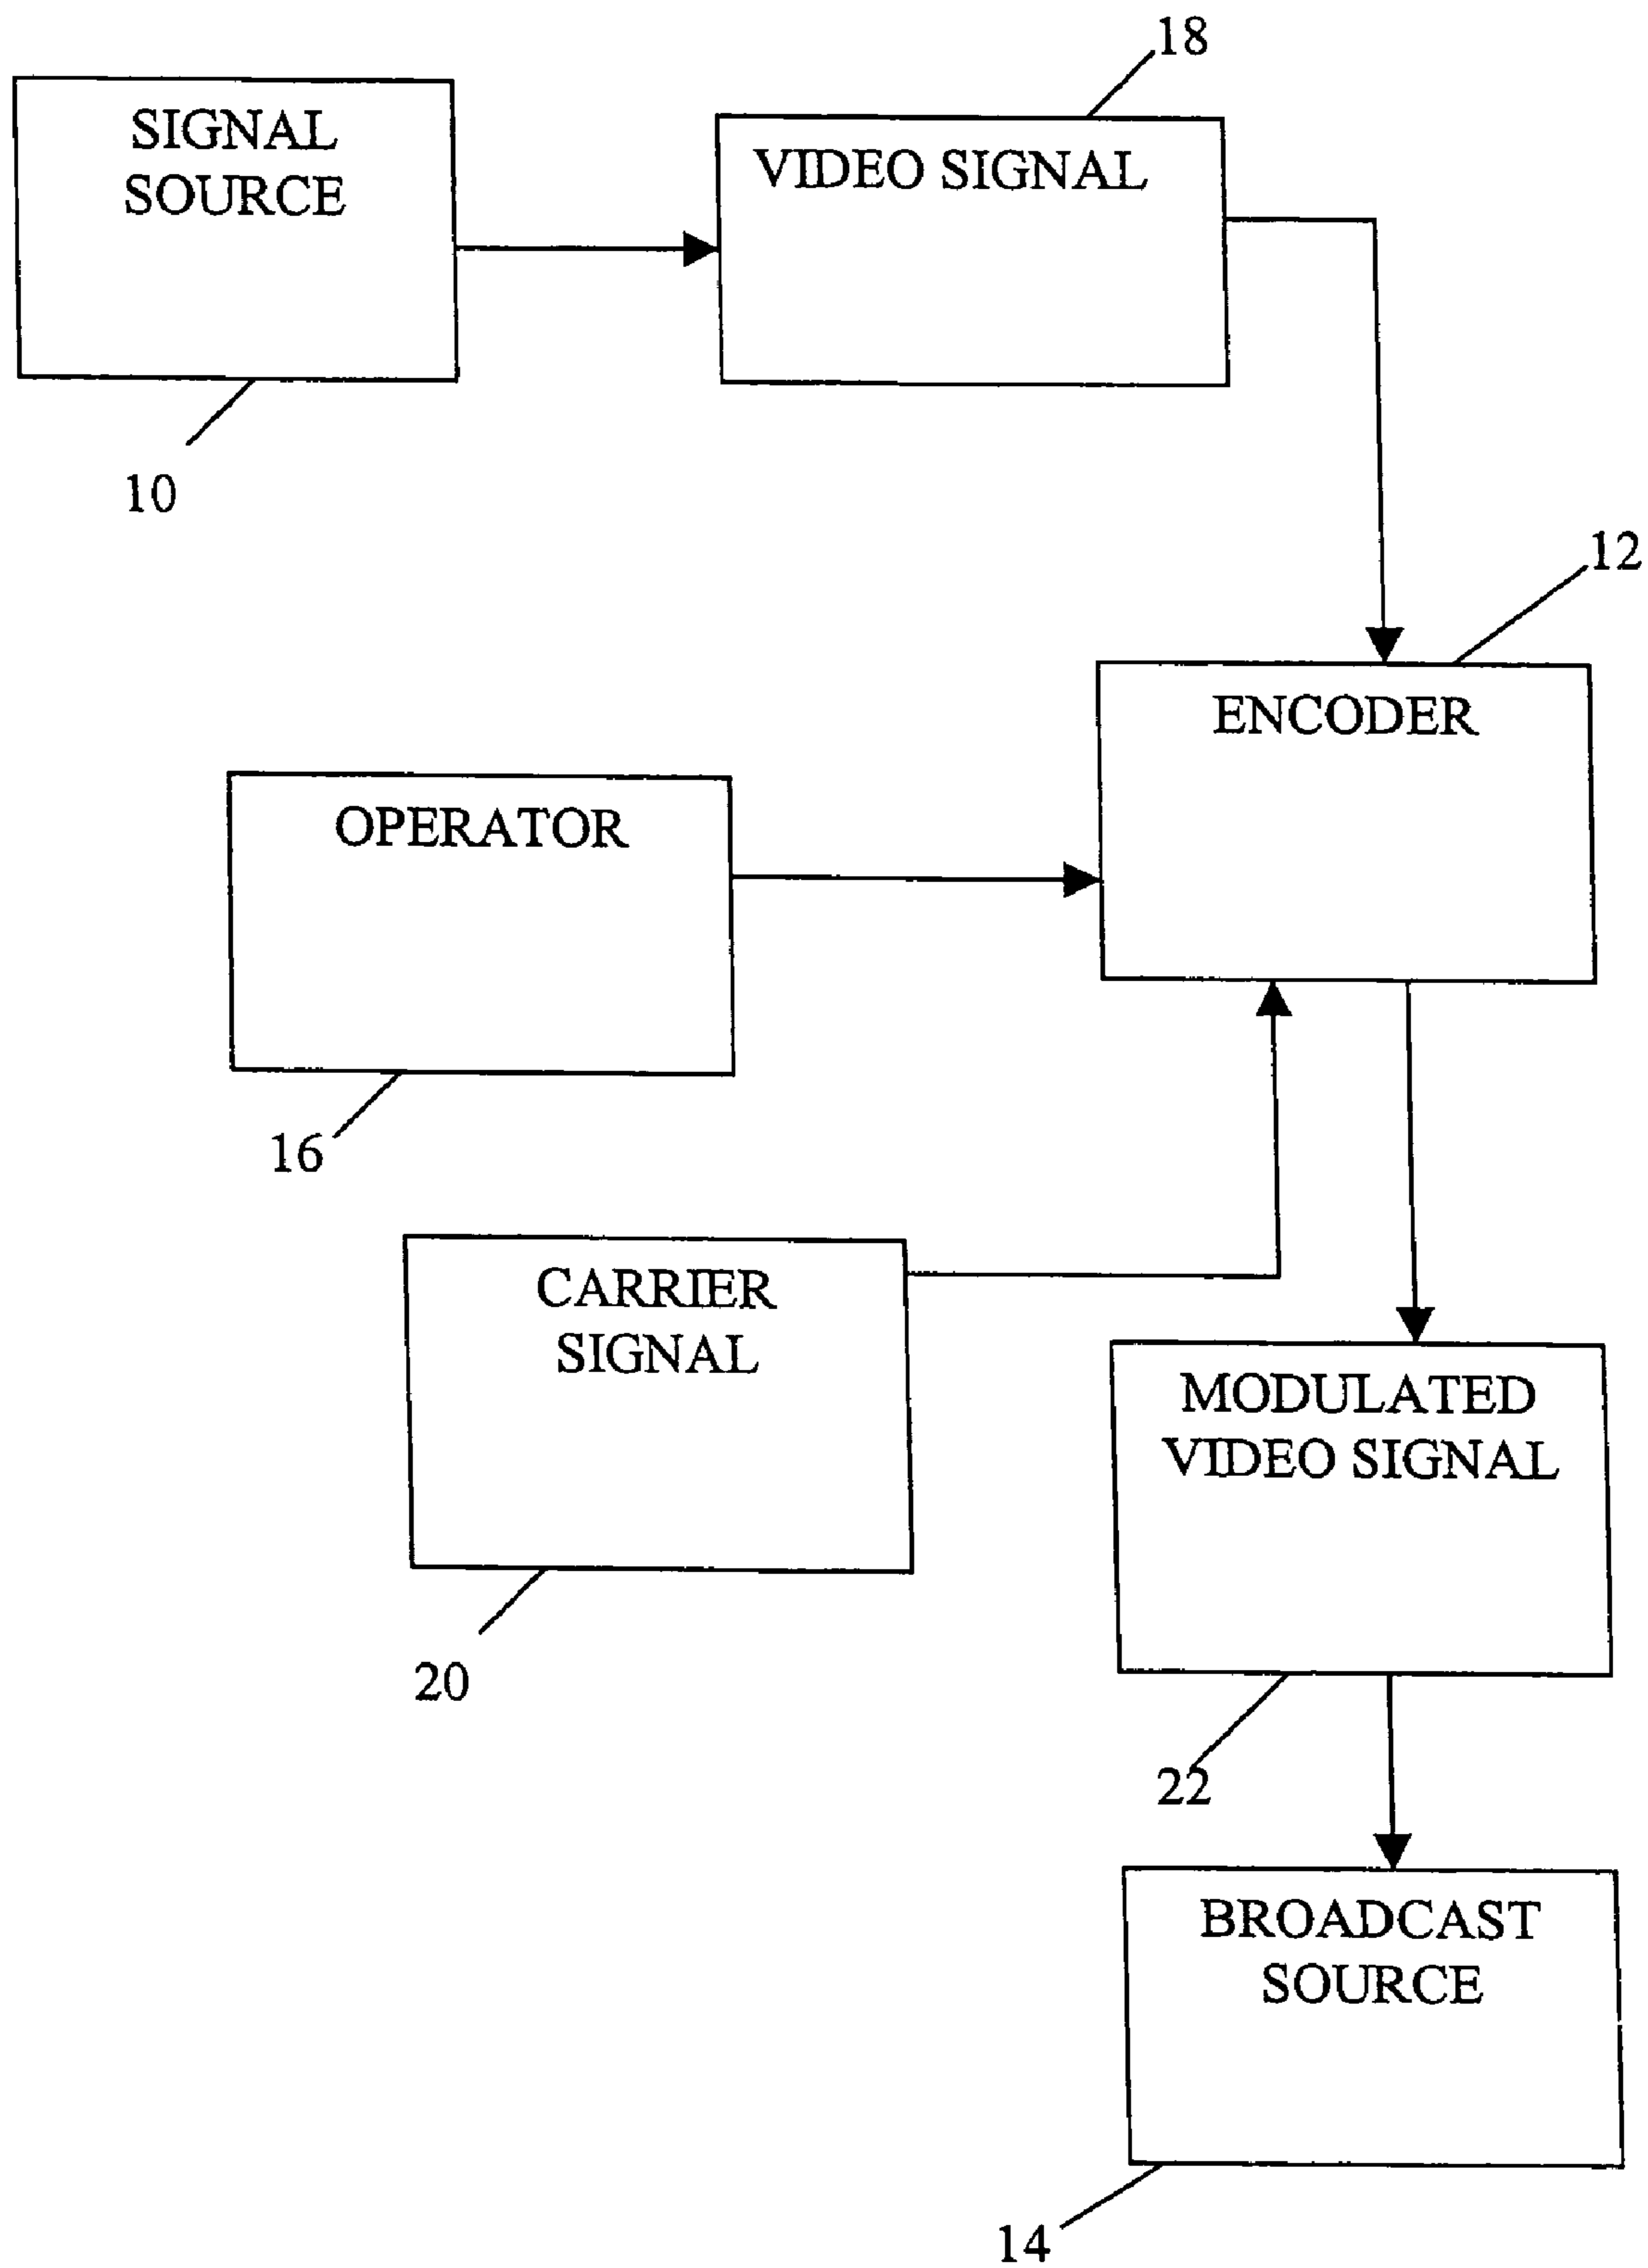 18
SIGNAL
SOURCE
VIDEO SIGNAL
10
12
ENCODER
OPERATOR
16
CARRIER
SIGNAL
MODULATED
VIDEO SIGNAL
20
22
BROADCAST
SOURCE
14